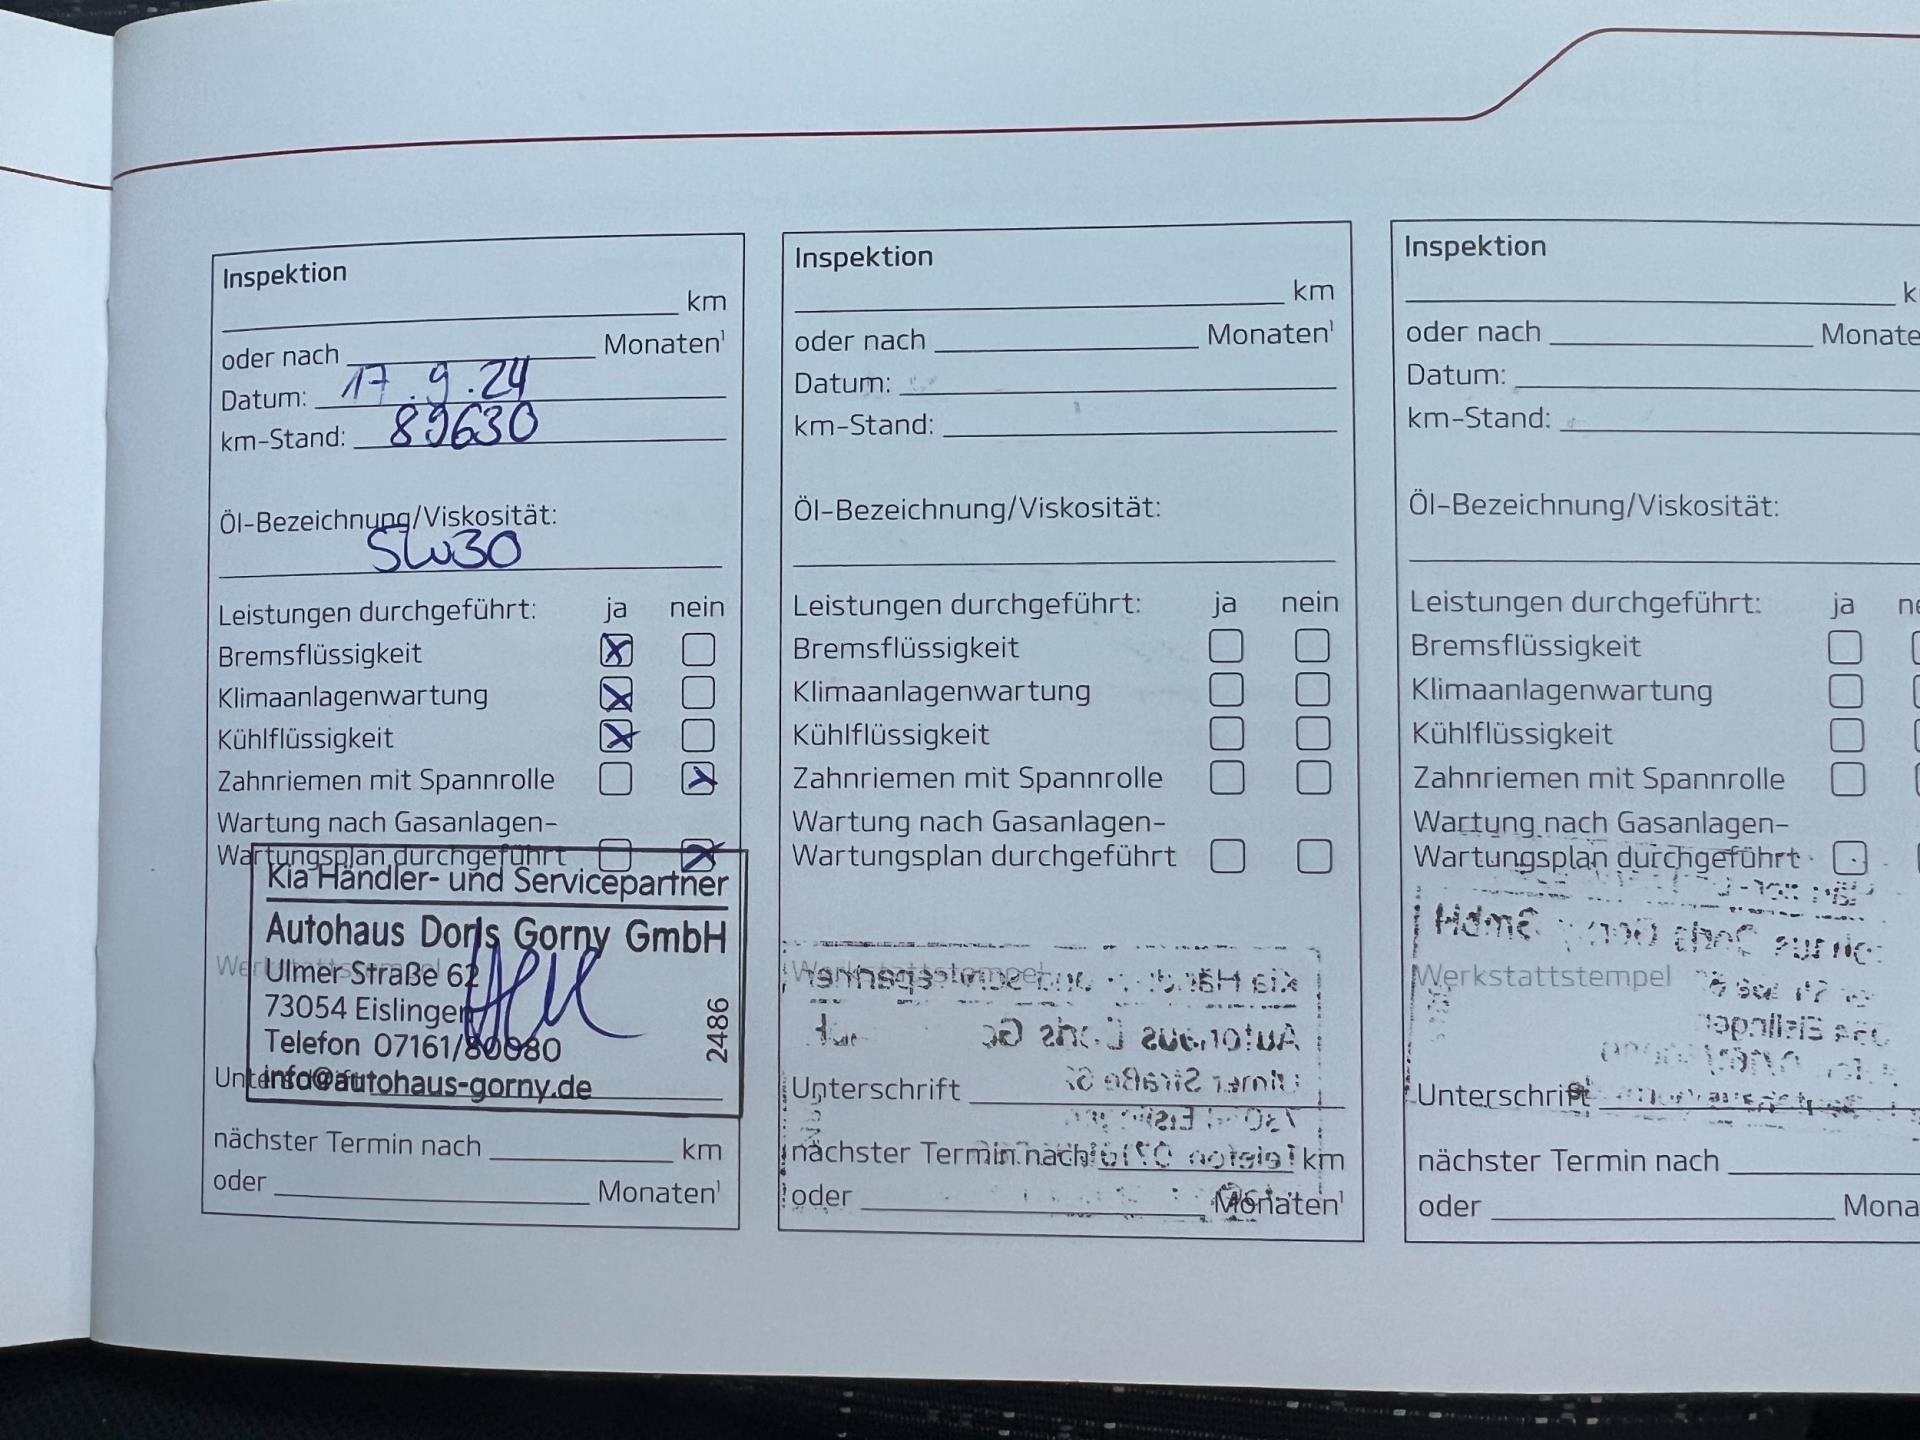 Inspektion
km
oder nach Monaten¹
Datum: 17.9.24
km-Stand: 89630
Öl-Bezeichnung/Viskosität:
5W30
Leistungen durchgeführt: ja nein
Bremsflüssigkeit
Klimaanlagenwartung
Kühlflüssigkeit
Zahnriemen mit Spannrolle
Wartung nach Gasanlagen-
Wartungsplan durchgeführt
Kia Händler- und Servicepartner
Autohaus Doris Gorny GmbH
Ulmer Straße 62
73054 Eislingen
Telefon 07161/80080
info@autohaus-gorny.de
2486
nächster Termin nach km
oder Monaten¹
Inspektion
km
oder nach Monaten¹
Datum:
km-Stand:
Öl-Bezeichnung/Viskosität:
Leistungen durchgeführt: ja nein
Bremsflüssigkeit
Klimaanlagenwartung
Kühlflüssigkeit
Zahnriemen mit Spannrolle
Wartung nach Gasanlagen-
Wartungsplan durchgeführt
Werkstattstempel
Unterschrift
nächster Termin nach km
oder Monaten¹
Inspektion
oder nach
Datum:
km-Stand:
Öl-Bezeichnung/Viskosität:
Leistungen durchgeführt: ja
Bremsflüssigkeit
Klimaanlagenwartung
Kühlflüssigkeit
Zahnriemen mit Spannrolle
Wartung nach Gasanlagen-
Wartungsplan durchgeführt
Werkstattstempel
Unterschrift
nächster Termin nach
oder